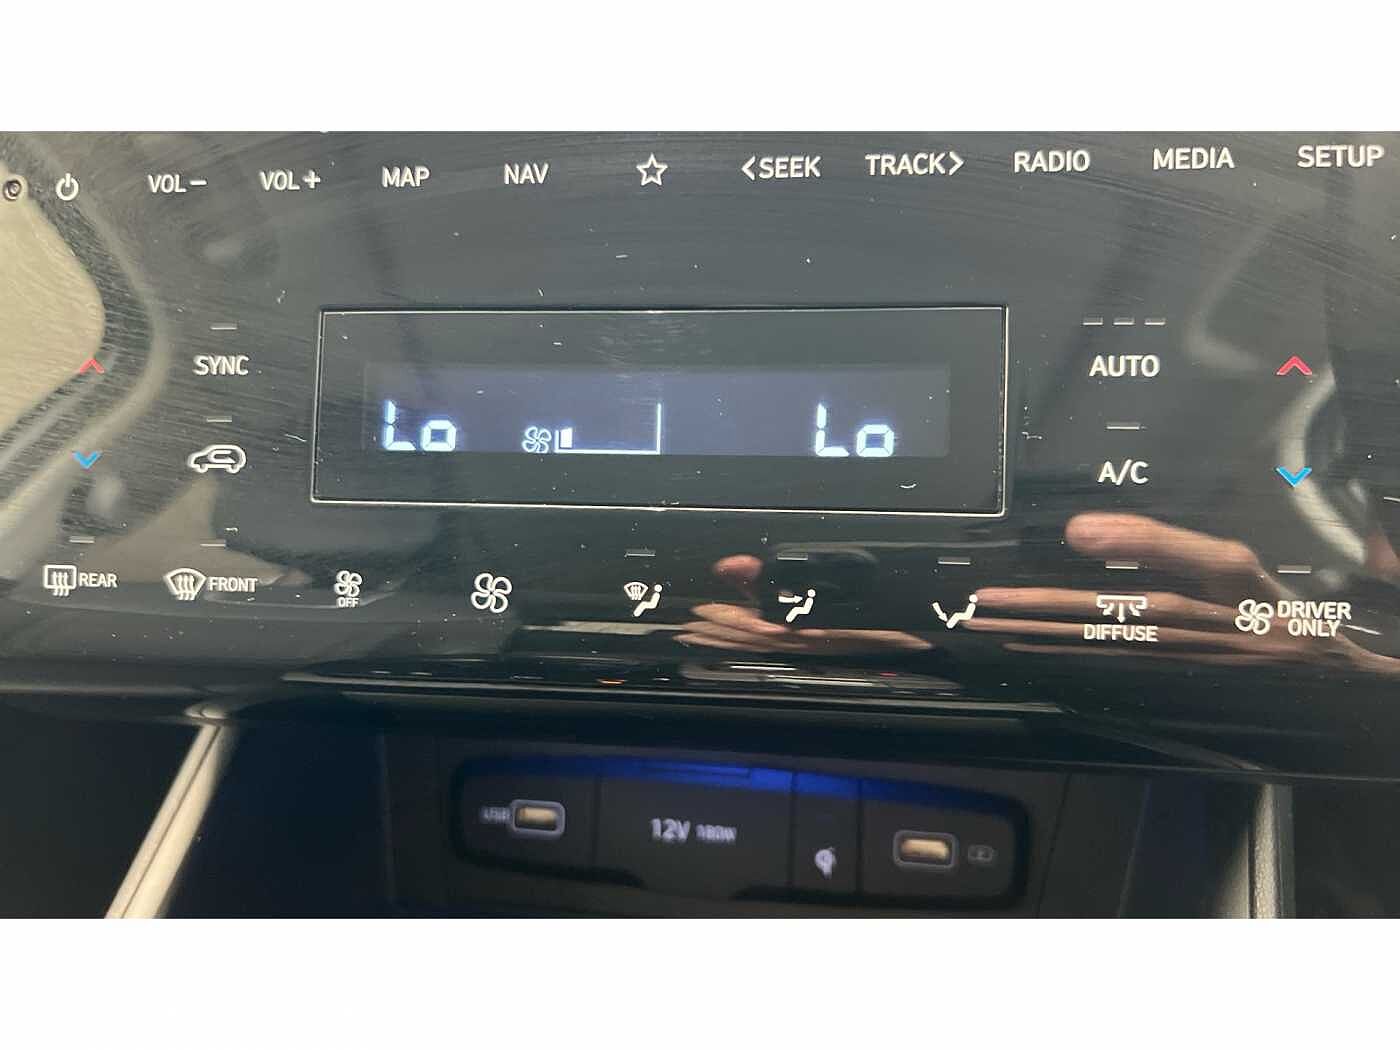 VOL− VOL+ MAP NAV <SEEK TRACK> RADIO MEDIA SETUP
SYNC AUTO
Lo Lo
A/C
REAR FRONT OFF DIFFUSE DRIVER
ONLY
USB 12V 180W